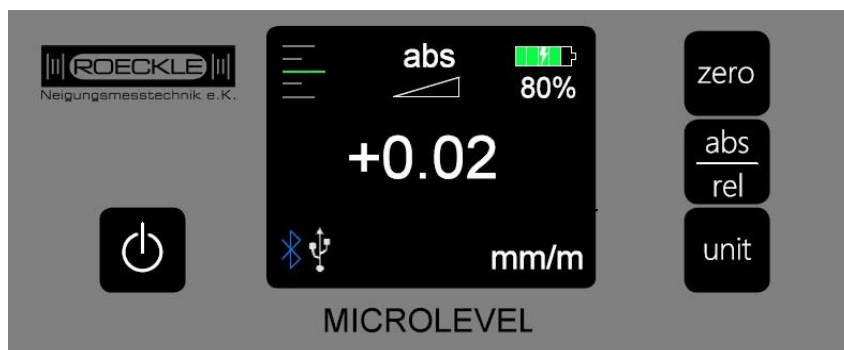 ROECKLE
Neigungsmesstechnik e.K.
abs
80%
+0.02
mm/m
zero
abs
rel
unit
MICROLEVEL